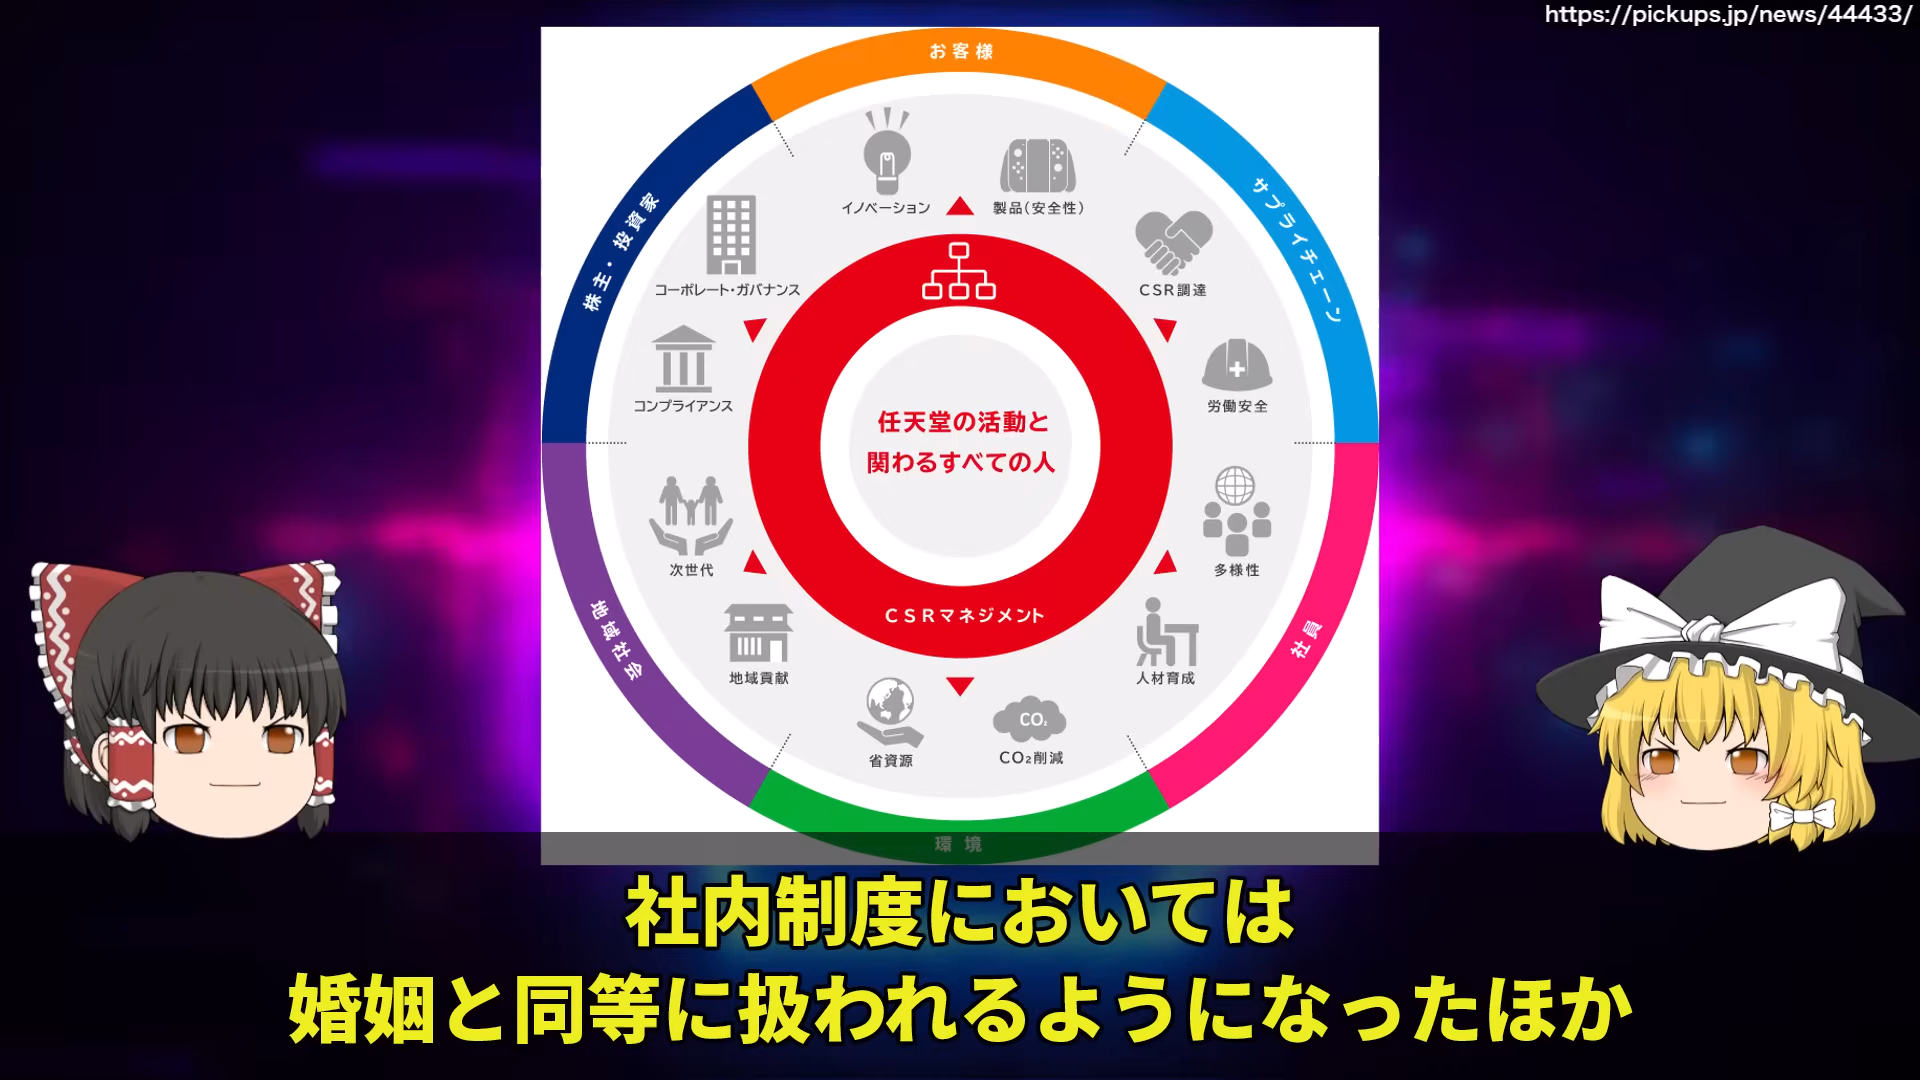 https://pickups.jp/news/44433/
お客様
サプライチェーン
株主・投資家
イノベーション
製品(安全性)
コーポレート・ガバナンス
CSR調達
コンプライアンス
労働安全
任天堂の活動と
関わるすべての人
次世代
多様性
CSRマネジメント
地域社会
社員
地域貢献
人材育成
CO₂
省資源
CO₂削減
環境
社内制度においては
婚姻と同等に扱われるようになったほか